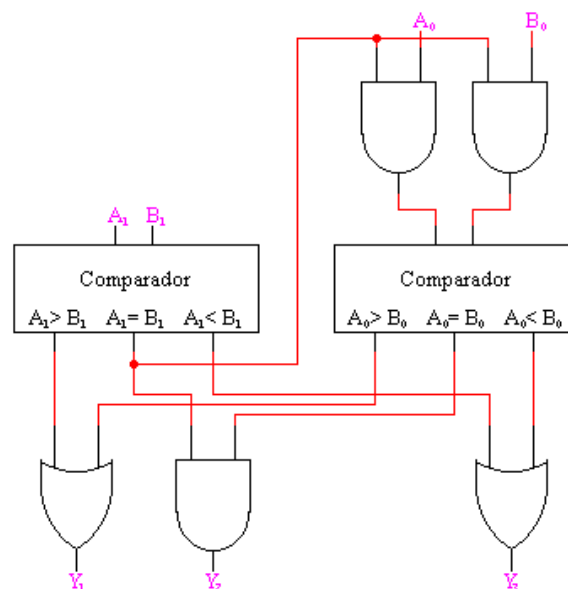 A₀ B₀
A₁ B₁
Comparador
A₁> B₁ A₁= B₁ A₁< B₁
Comparador
A₀> B₀ A₀= B₀ A₀< B₀
Y₁ Y₂ Y₃